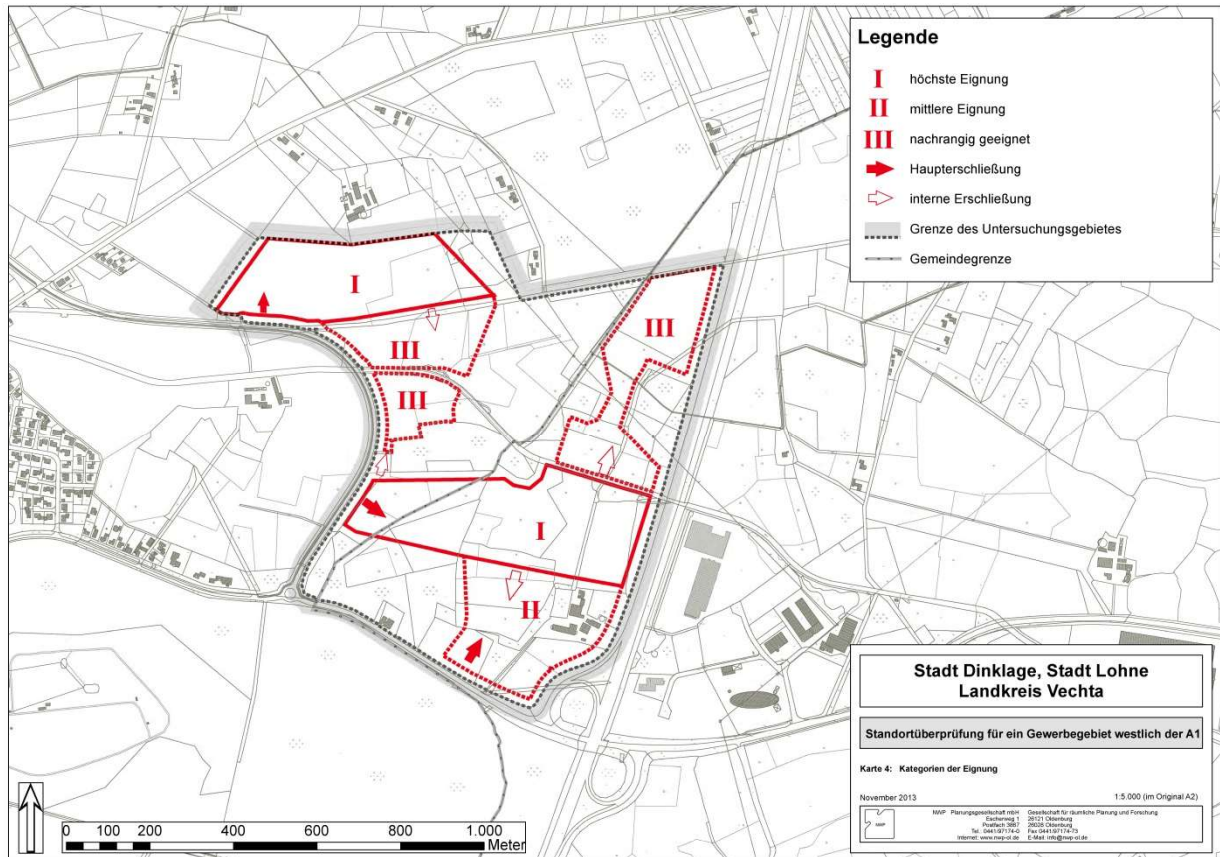 Legende
I höchste Eignung
II mittlere Eignung
III nachrangig geeignet
Haupterschließung
interne Erschließung
Grenze des Untersuchungsgebietes
Gemeindegrenze
I
III
III
III
I
II
Stadt Dinklage, Stadt Lohne
Landkreis Vechta
Standortüberprüfung für ein Gewerbegebiet westlich der A1
Karte 4: Kategorien der Eignung
November 2013 1:5.000 (im Original A2)
NWP
NWP Planungsgesellschaft mbH Gesellschaft für räumliche Planung und Forschung
Escherweg 1 26121 Oldenburg
Postfach 3867 26028 Oldenburg
Tel. 0441/97174-0 Fax 0441/97174-73
Internet: www.nwp-ol.de E-Mail: info@nwp-ol.de
0 100 200 400 600 800 1.000
Meter